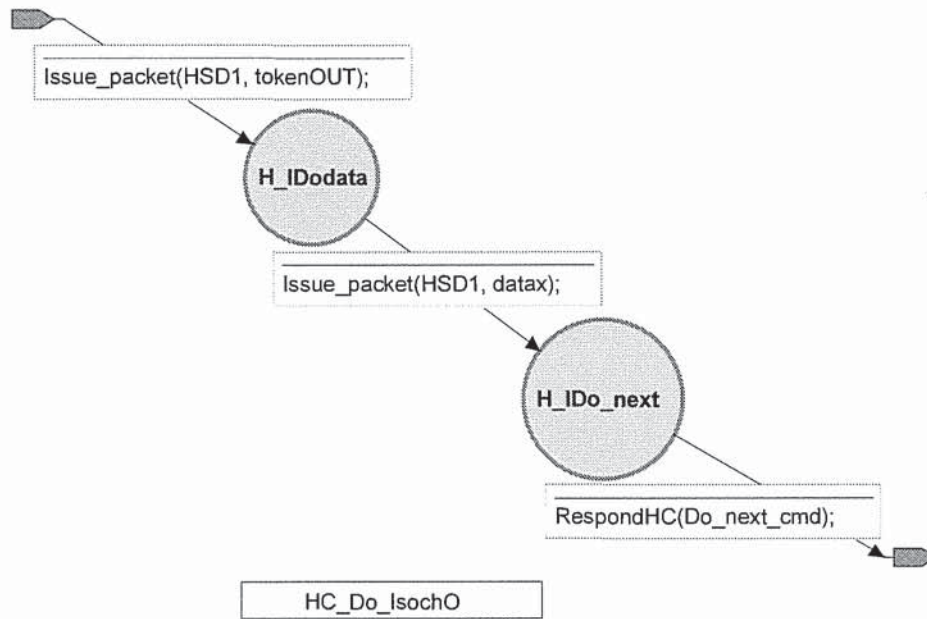 Issue_packet(HSD1, tokenOUT);
H_IDodata
Issue_packet(HSD1, datax);
H_IDo_next
RespondHC(Do_next_cmd);
HC_Do_IsochO